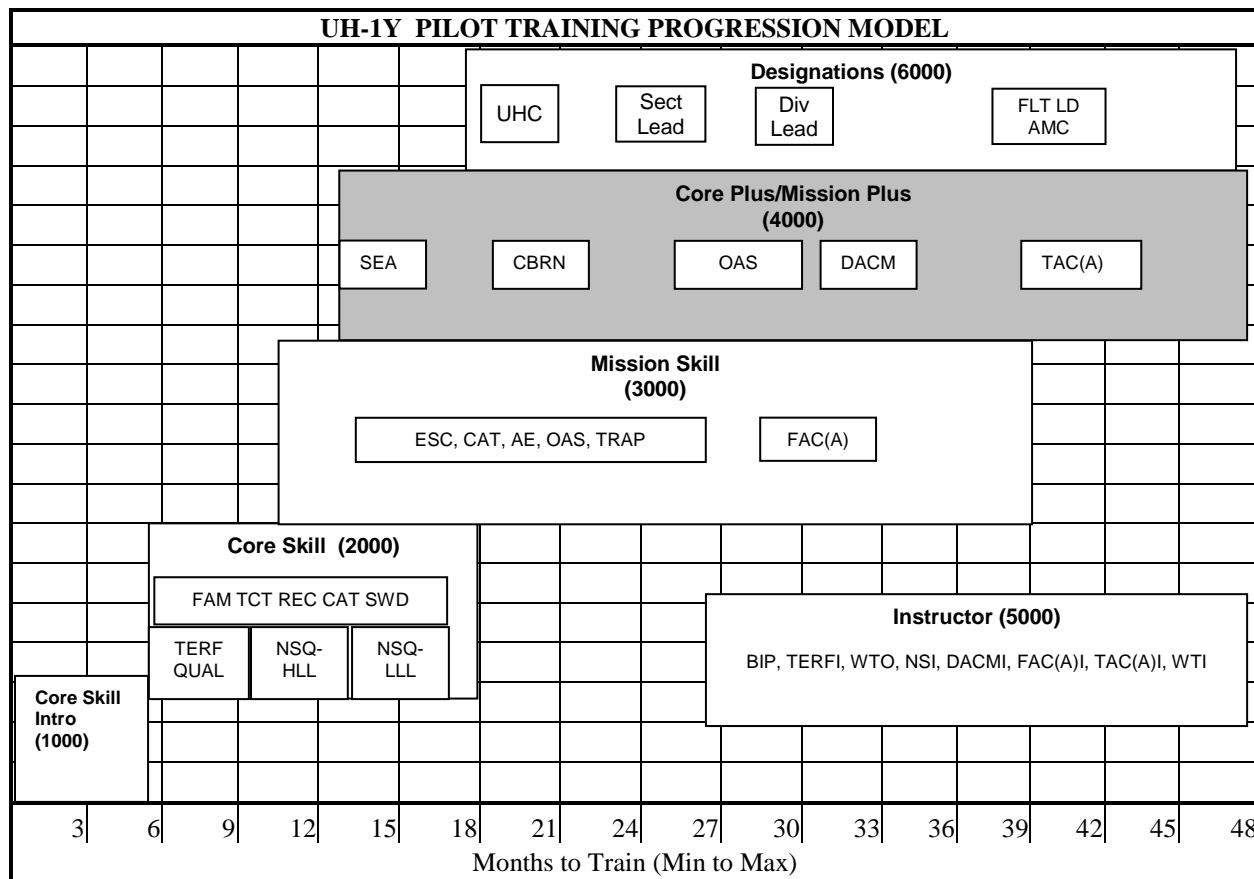 UH-1Y PILOT TRAINING PROGRESSION MODEL
Designations (6000)
UHC
Sect
Lead
Div
Lead
FLT LD
AMC
Core Plus/Mission Plus
(4000)
SEA
CBRN
OAS
DACM
TAC(A)
Mission Skill
(3000)
ESC, CAT, AE, OAS, TRAP
FAC(A)
Core Skill (2000)
FAM TCT REC CAT SWD
TERF
QUAL
NSQ-
HLL
NSQ-
LLL
Instructor (5000)
BIP, TERFI, WTO, NSI, DACMI, FAC(A)I, TAC(A)I, WTI
Core Skill
Intro
(1000)
3 6 9 12 15 18 21 24 27 30 33 36 39 42 45 48
Months to Train (Min to Max)